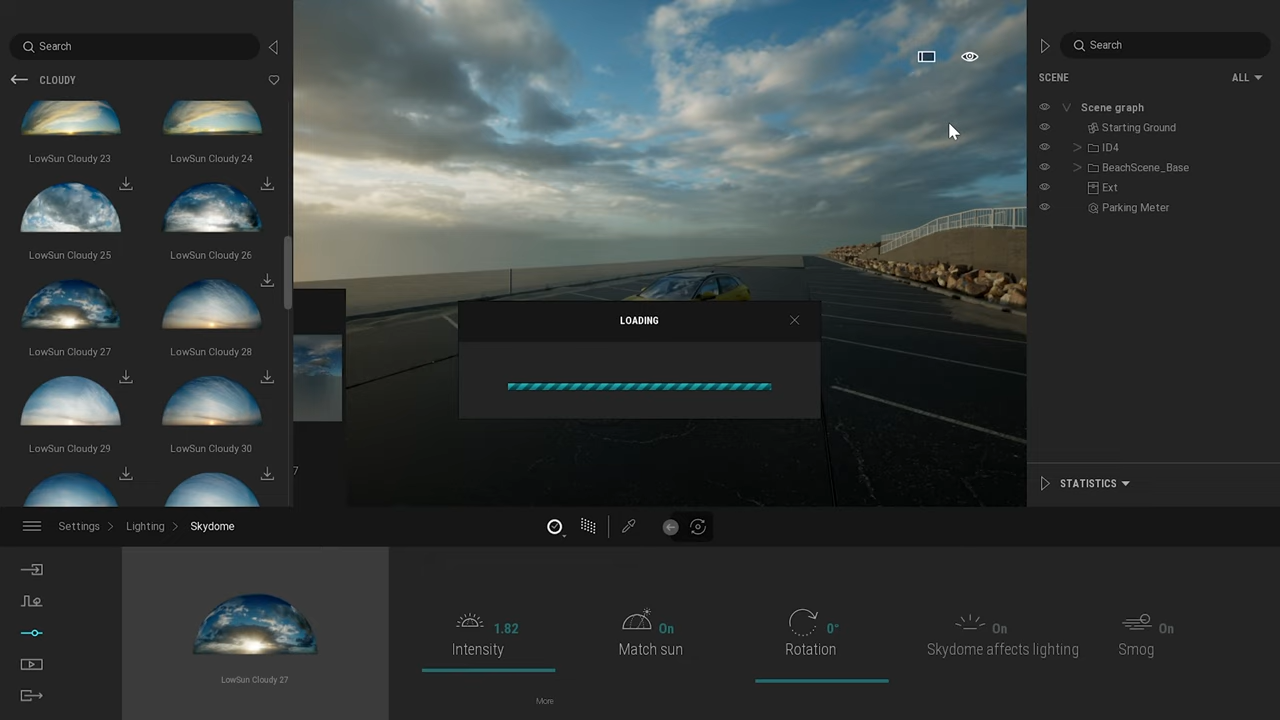 Search
CLOUDY
LowSun Cloudy 23
LowSun Cloudy 24
LowSun Cloudy 25
LowSun Cloudy 26
LowSun Cloudy 27
LowSun Cloudy 28
LowSun Cloudy 29
LowSun Cloudy 30
7
LOADING
Search
SCENE
ALL
Scene graph
Starting Ground
ID4
BeachScene_Base
Ext
Parking Meter
STATISTICS
Settings
Lighting
Skydome
LowSun Cloudy 27
1.82
Intensity
On
Match sun
0°
Rotation
On
Skydome affects lighting
On
Smog
More